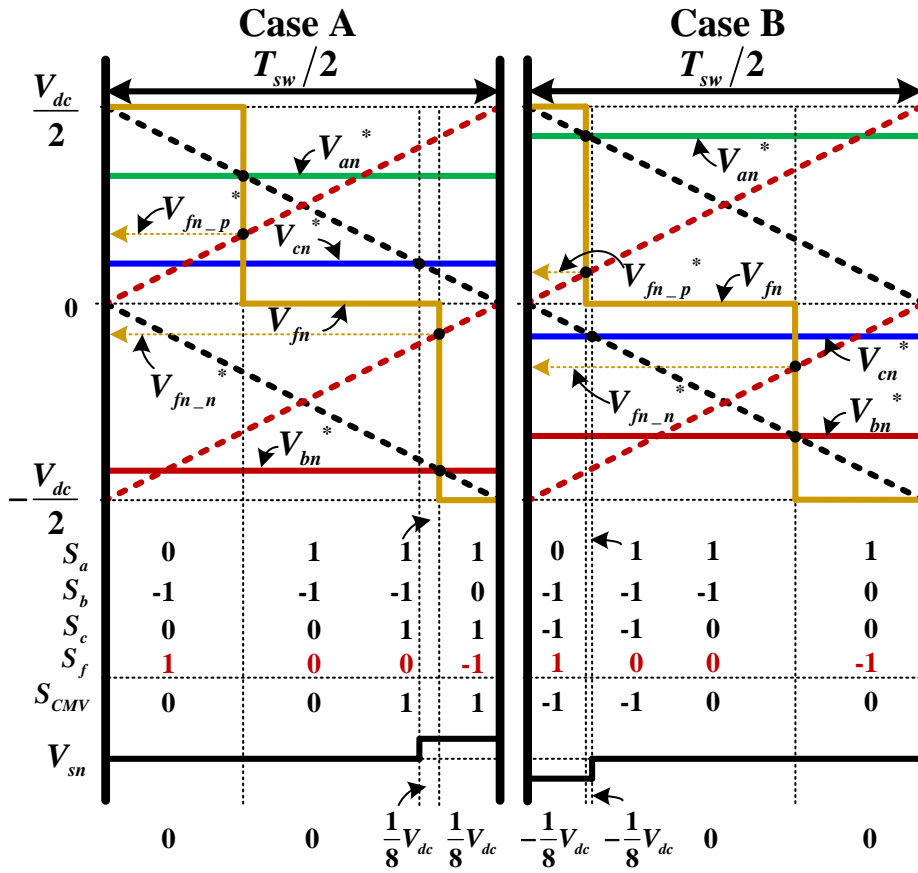 Case A
T_sw/2
V_dc/2
0
-V_dc/2
V_an*
V_fn_p*
V_cn*
V_fn
V_fn_n*
V_bn*
Case B
T_sw/2
V_an*
V_fn_p*
V_fn
V_cn*
V_fn_n*
V_bn*
S_a 0 1 1 1 0 1 1 1
S_b -1 -1 -1 0 -1 -1 -1 0
S_c 0 0 1 1 -1 -1 0 0
S_f 1 0 0 -1 1 0 0 -1
S_CMV 0 0 1 1 -1 -1 0 0
V_sn
0 0 1/8 V_dc 1/8 V_dc -1/8 V_dc -1/8 V_dc 0 0